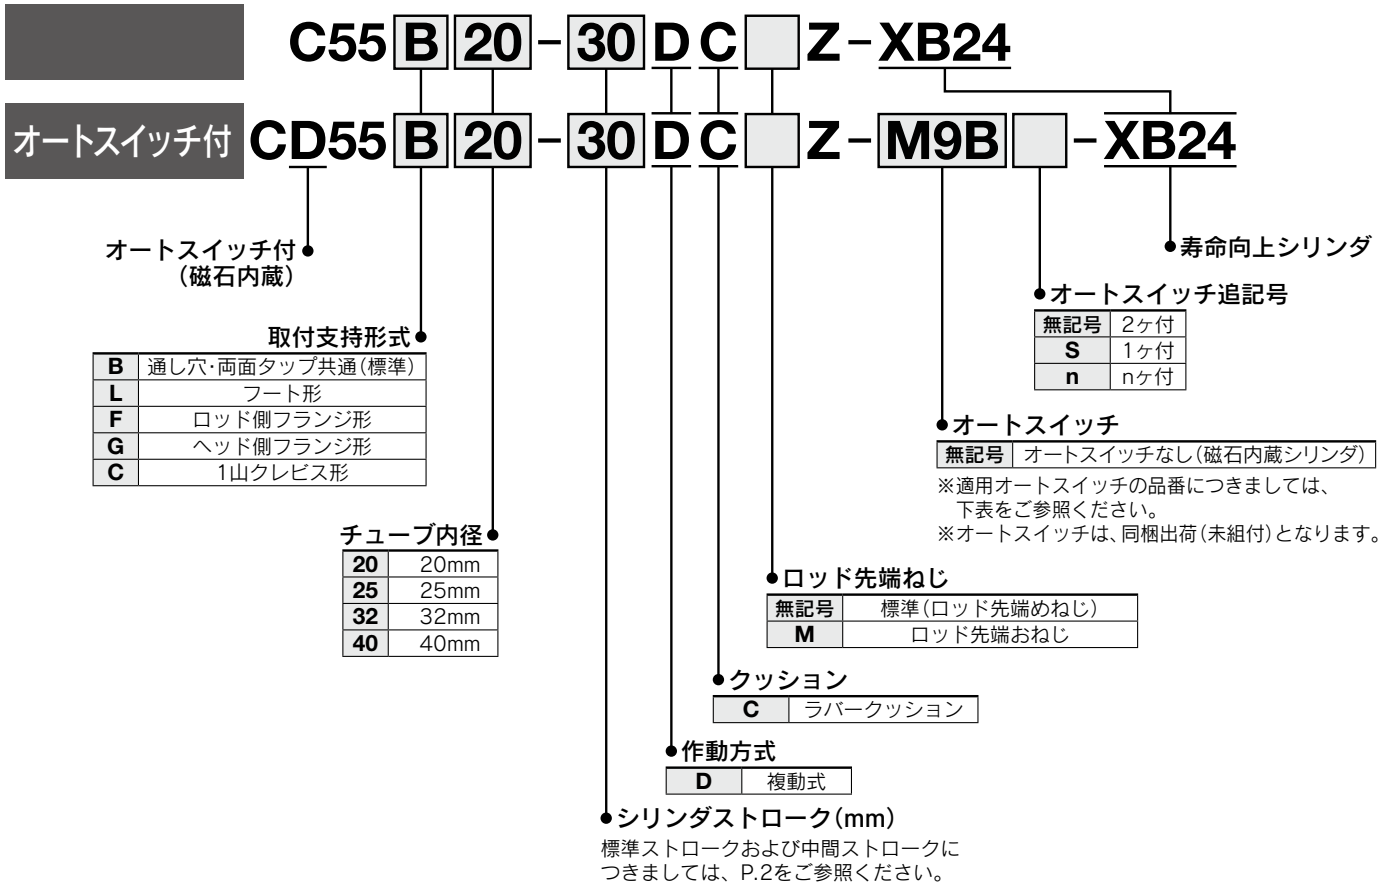 C55 B 20 - 30 D C Z - XB24
オートスイッチ付 CD55 B 20 - 30 D C Z - M9B - XB24
オートスイッチ付
(磁石内蔵)
寿命向上シリンダ
オートスイッチ追記号
無記号 2ヶ付
S 1ヶ付
n nヶ付
取付支持形式
B 通し穴・両面タップ共通(標準)
L フート形
F ロッド側フランジ形
G ヘッド側フランジ形
C 1山クレビス形
オートスイッチ
無記号 オートスイッチなし(磁石内蔵シリンダ)
※適用オートスイッチの品番につきましては、
下表をご参照ください。
※オートスイッチは、同梱出荷(未組付)となります。
チューブ内径
20 20mm
25 25mm
32 32mm
40 40mm
ロッド先端ねじ
無記号 標準(ロッド先端めねじ)
M ロッド先端おねじ
クッション
C ラバークッション
作動方式
D 複動式
シリンダストローク(mm)
標準ストロークおよび中間ストロークに
つきましては、P.2をご参照ください。